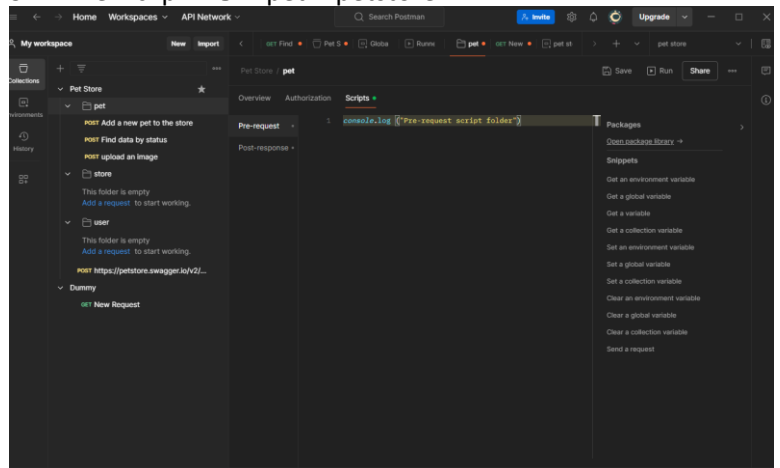 Home Workspaces API Network Search Postman Invite Upgrade
My workspace New Import GET Find Pet S Globa Runne pet GET New pet st pet store
Collections
Pet Store / pet Save Run Share
Pet Store
Overview Authorization Scripts
pet
POST Add a new pet to the store
POST Find data by status
POST upload an image
History
store
This folder is empty
Add a request to start working.
user
This folder is empty
Add a request to start working.
POST https://petstore.swagger.io/v2/...
Dummy
GET New Request
Pre-request
Post-response
1 console.log ("Pre-request script folder")
Packages
Open package library →
Snippets
Get an environment variable
Get a global variable
Get a variable
Get a collection variable
Set an environment variable
Set a global variable
Set a collection variable
Clear an environment variable
Clear a global variable
Clear a collection variable
Send a request